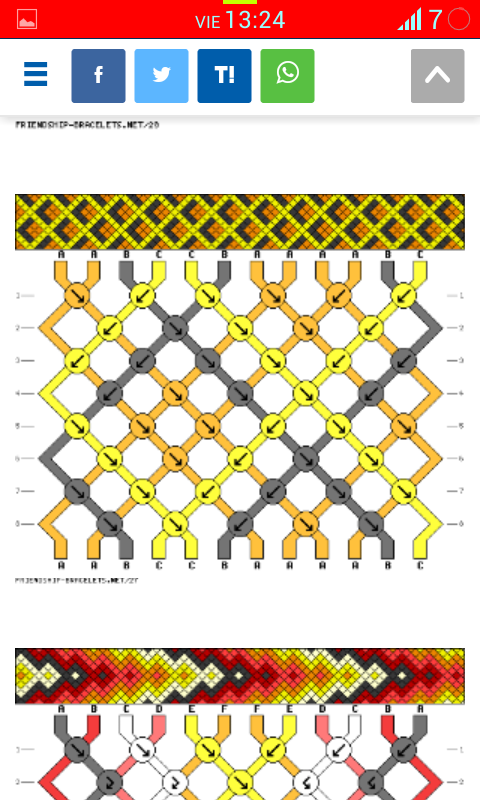 VIE 13:24
7
f T!
FRIENDSHIP-BRACELETS.NET/29
A A B C C B A A A A B C
1 1
2 2
3 3
4 4
5 5
6 6
7 7
8 8
A A B C C B A A A A B C
FRIENDSHIP-BRACELETS.NET/27
A B C D E F F E D C B A
1 1
2 2